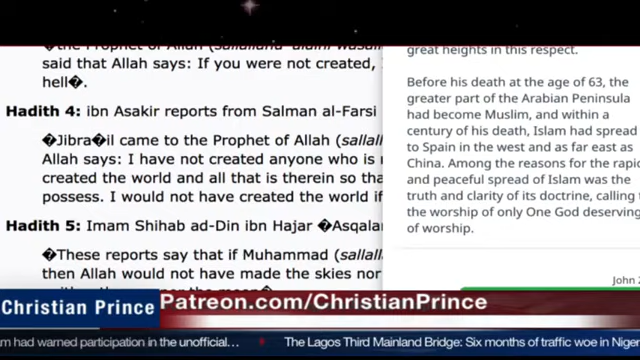 �the Prophet of Allah (sallallahu alaihi wasall
said that Allah says: If you were not created,
hell�.
Hadith 4: ibn Asakir reports from Salman al-Farsi
�Jibra�il came to the Prophet of Allah (sallall
Allah says: I have not created anyone who is
created the world and all that is therein so tha
possess. I would not have created the world if
Hadith 5: Imam Shihab ad-Din ibn Hajar �Asqalan
�These reports say that if Muhammad (sallal
then Allah would not have made the skies nor
great heights in this respect.
Before his death at the age of 63, the
greater part of the Arabian Peninsula
had become Muslim, and within a
century of his death, Islam had spread
to Spain in the west and as far east as
China. Among the reasons for the rapid
and peaceful spread of Islam was the
truth and clarity of its doctrine, calling t
the worship of only One God deserving
of worship.
John
Christian Prince
Patreon.com/ChristianPrince
am had warned participation in the unofficial...
The Lagos Third Mainland Bridge: Six months of traffic woe in Niger